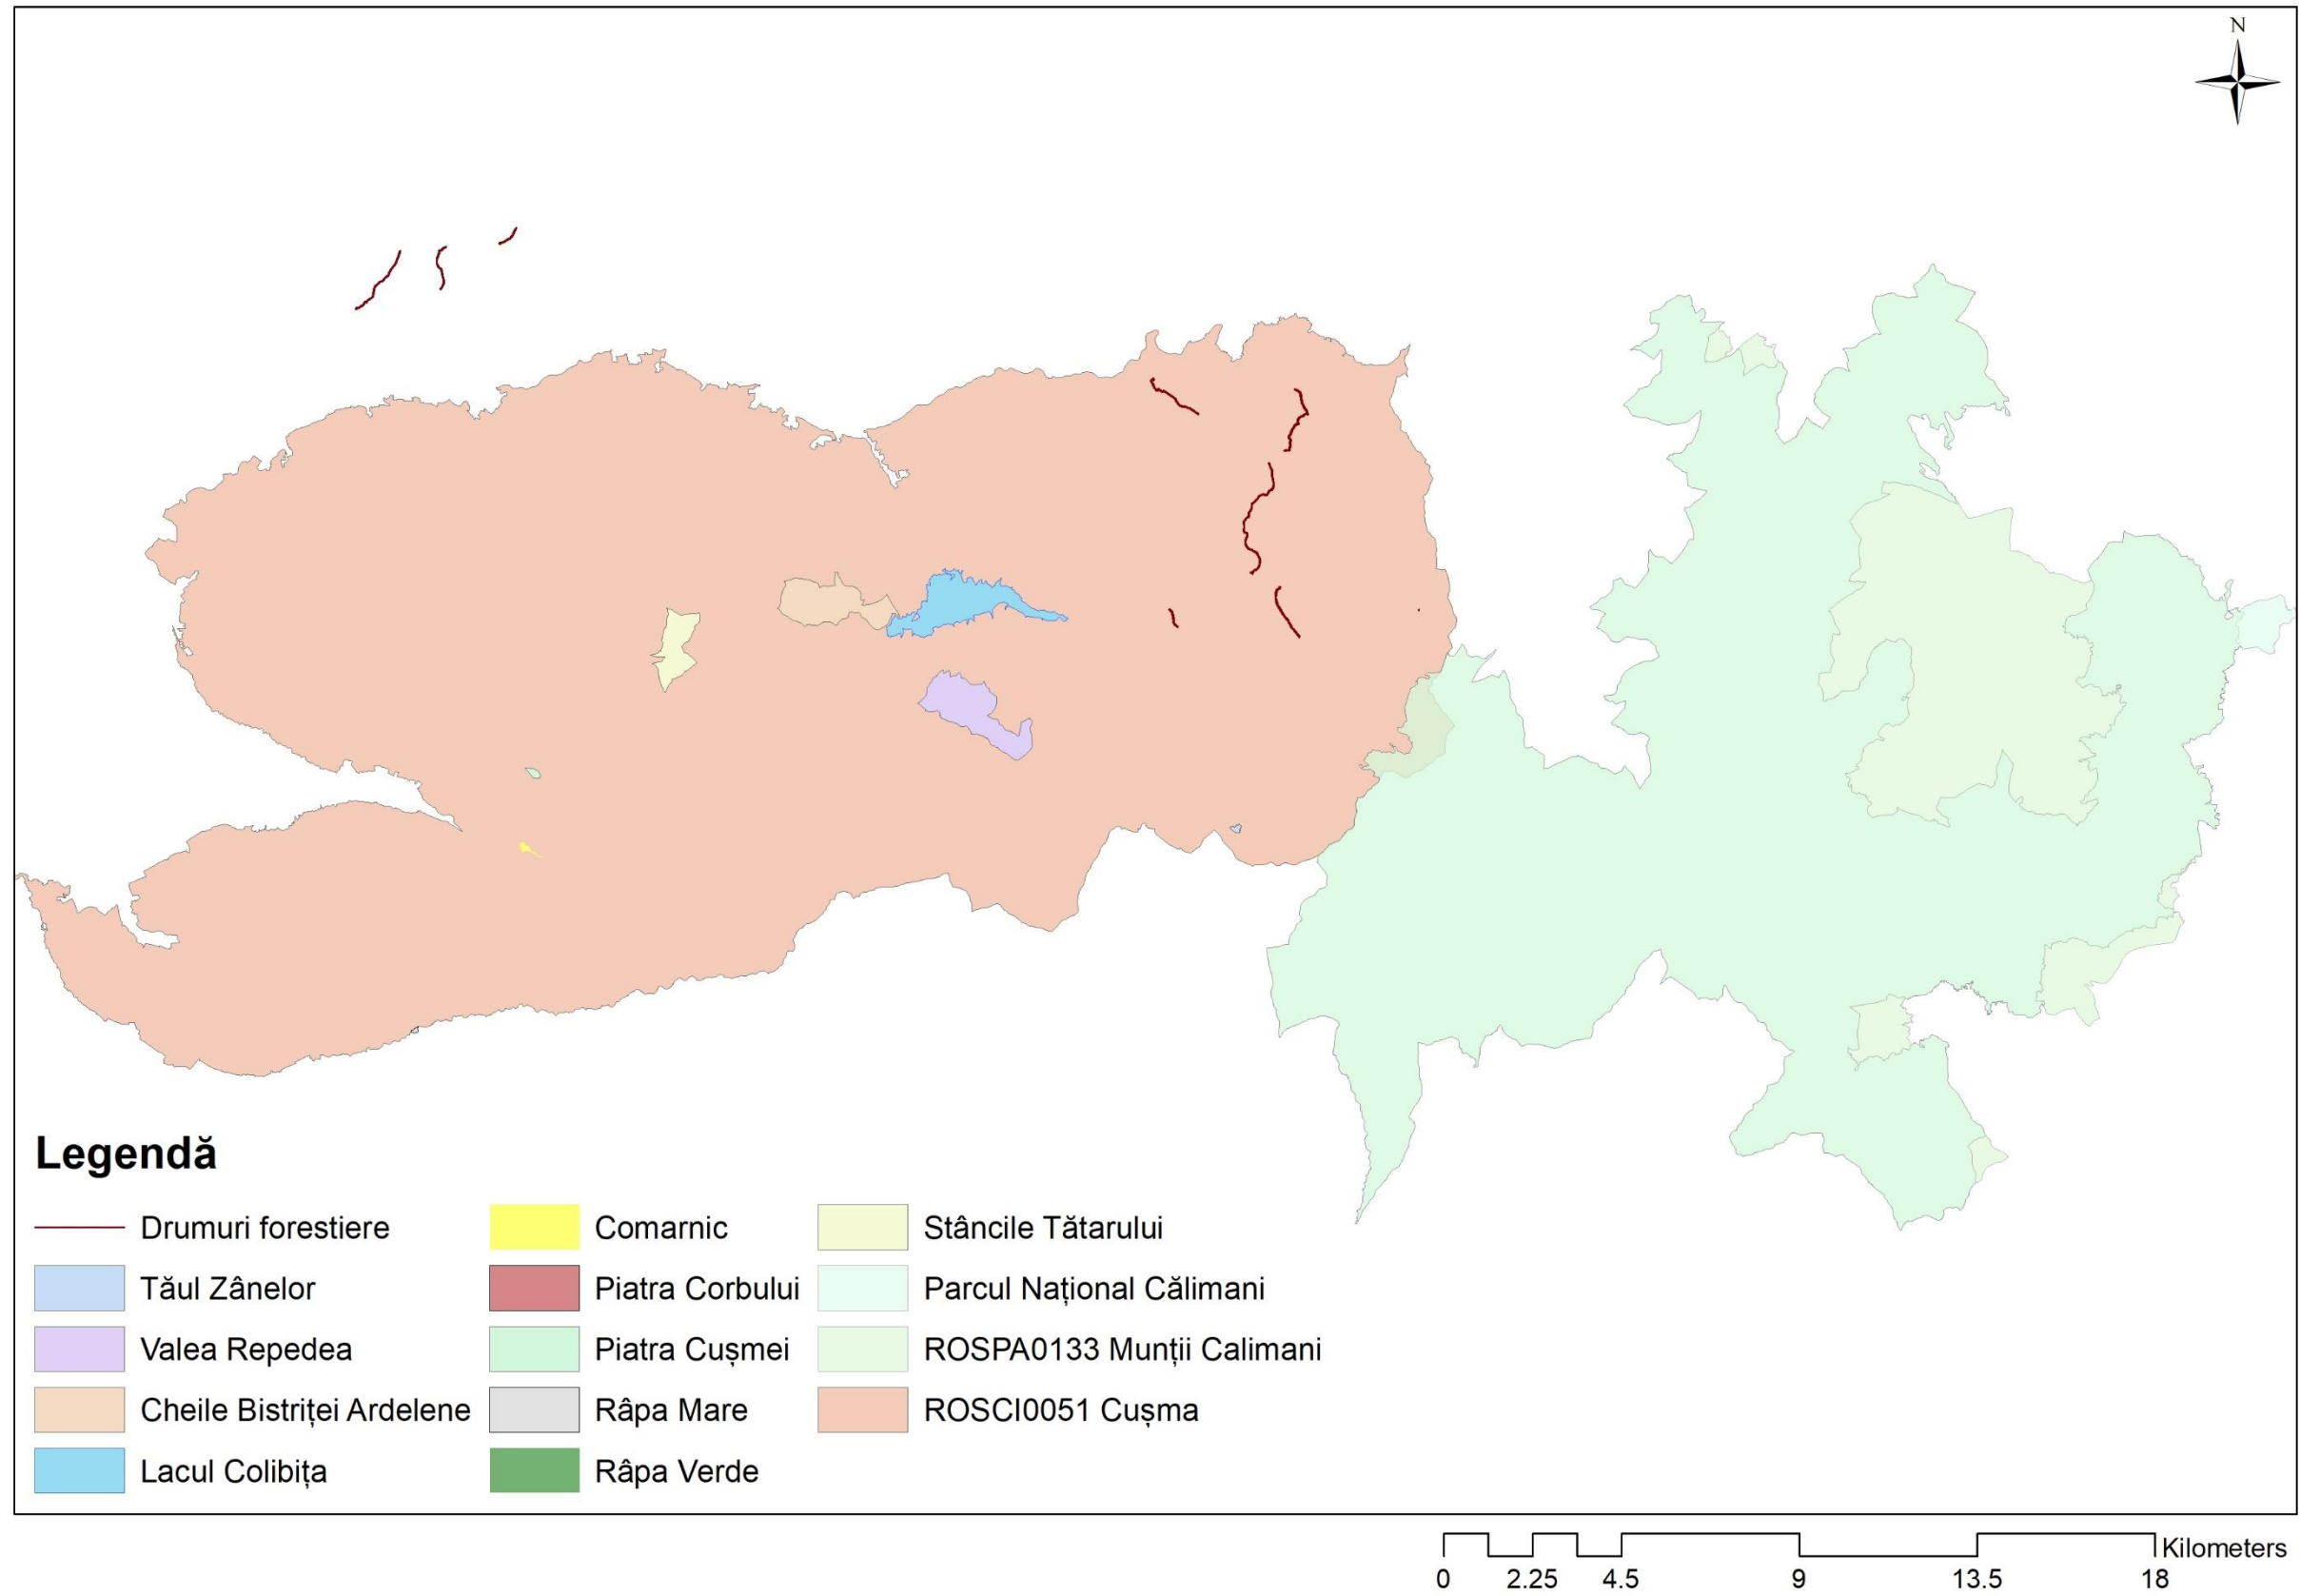 N
Legendă
Drumuri forestiere
Tăul Zânelor
Valea Repedea
Cheile Bistriței Ardelene
Lacul Colibița
Comarnic
Piatra Corbului
Piatra Cușmei
Râpa Mare
Râpa Verde
Stâncile Tătarului
Parcul Național Călimani
ROSPA0133 Munții Calimani
ROSCI0051 Cușma
Kilometers
0 2.25 4.5 9 13.5 18